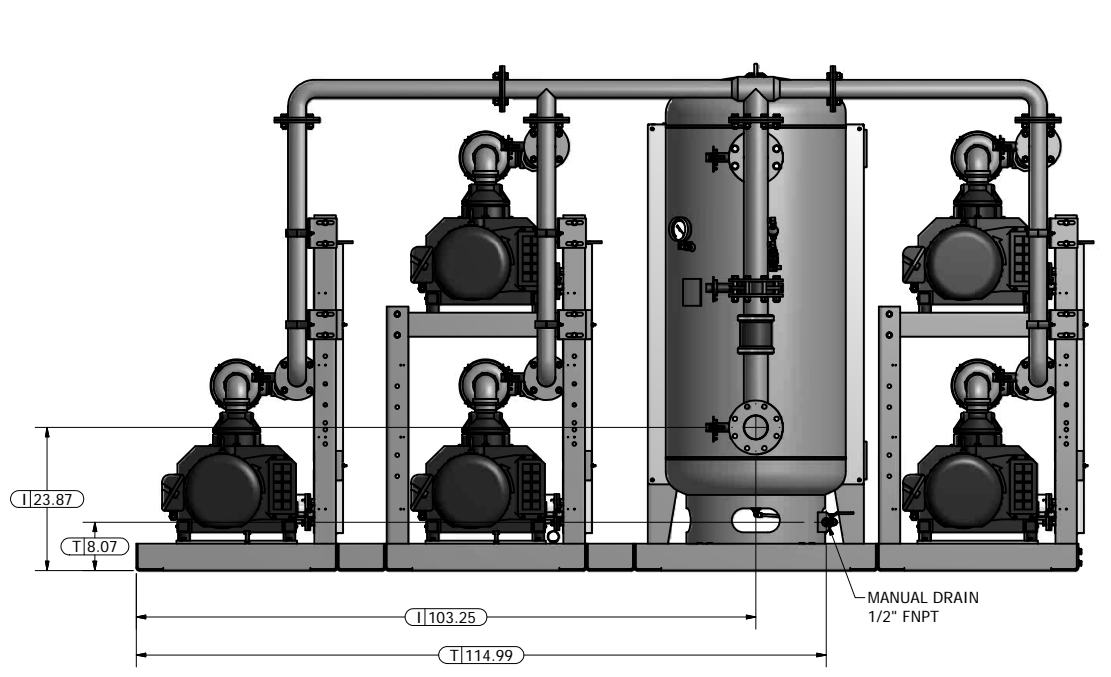 I|23.87
T|8.07
MANUAL DRAIN
1/2" FNPT
I|103.25
T|114.99